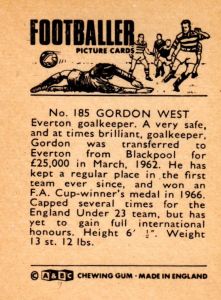 FOOTBALLER
PICTURE CARDS
No. 185 GORDON WEST
Everton goalkeeper. A very safe,
and at times brilliant, goalkeeper,
Gordon was transferred to
Everton from Blackpool for
£25,000 in March, 1962. He has
kept a regular place in the first
team ever since, and won an
F.A. Cup-winner's medal in 1966.
Capped several times for the
England Under 23 team, but has
yet to gain full international
honours. Height 6' ½". Weight
13 st. 12 lbs.
© A&BC CHEWING GUM · MADE IN ENGLAND